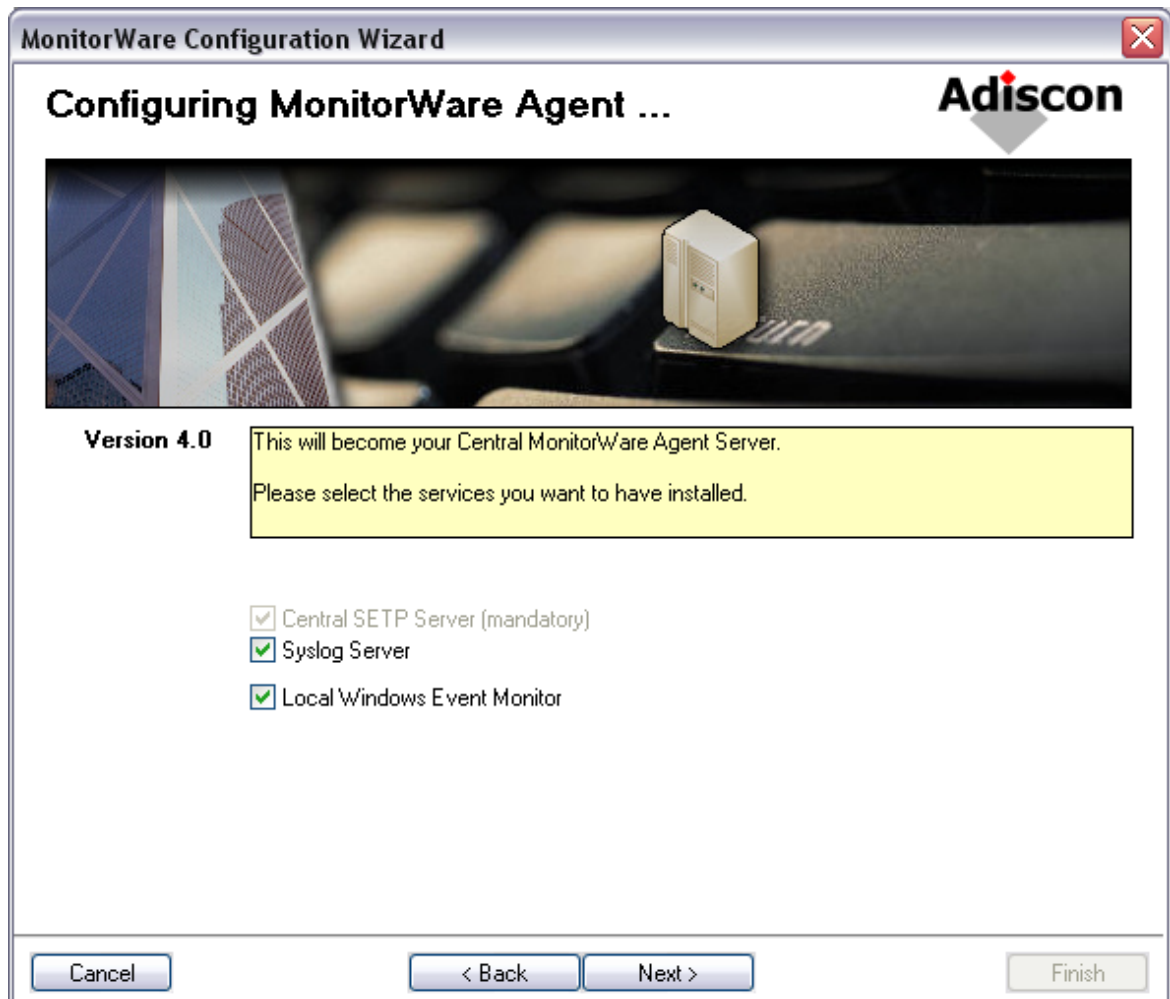 MonitorWare Configuration Wizard
Configuring MonitorWare Agent ...
Adiscon
Version 4.0
This will become your Central MonitorWare Agent Server.
Please select the services you want to have installed.
Central SETP Server (mandatory)
Syslog Server
Local Windows Event Monitor
Cancel
< Back
Next >
Finish